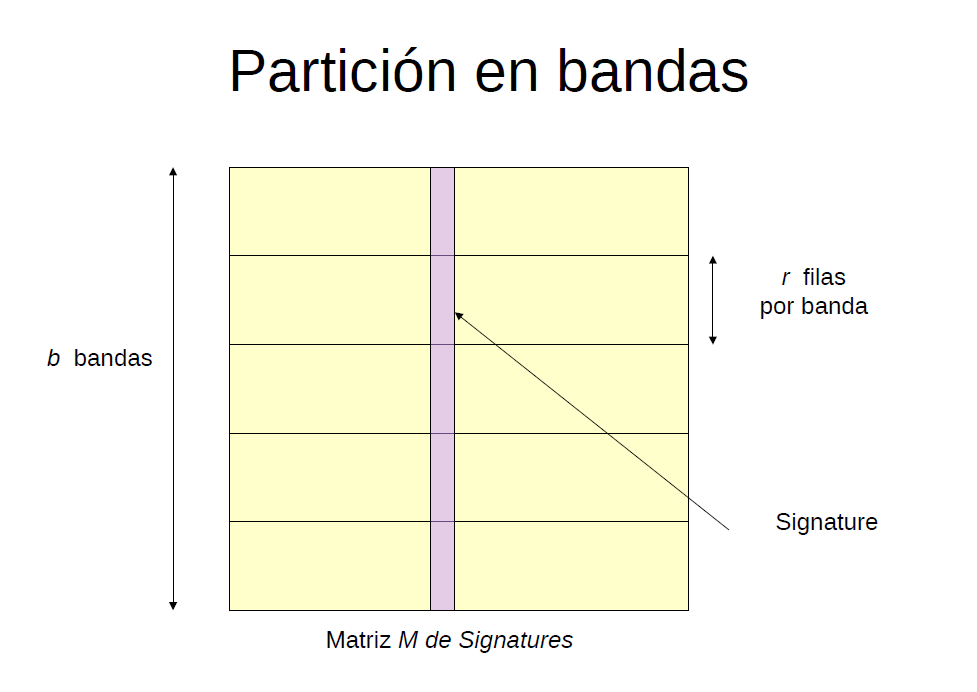 Partición en bandas
b bandas
r filas
por banda
Signature
Matriz M de Signatures